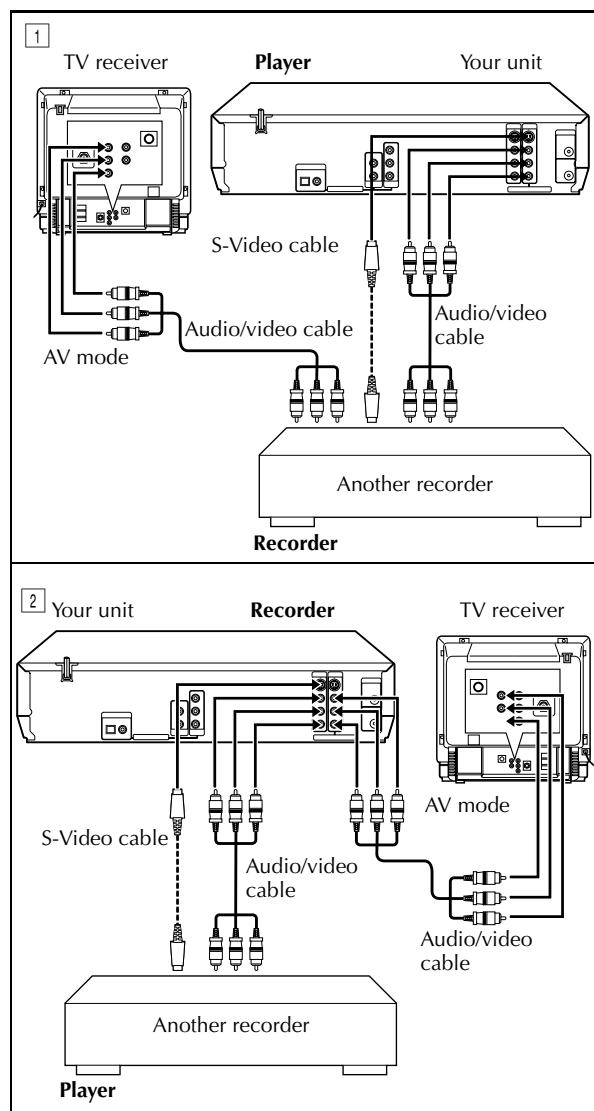 1
TV receiver
Player
Your unit
S-Video cable
Audio/video
cable
Audio/video cable
AV mode
Another recorder
Recorder
2
Your unit
Recorder
TV receiver
AV mode
S-Video cable
Audio/video
cable
Audio/video
cable
Another recorder
Player